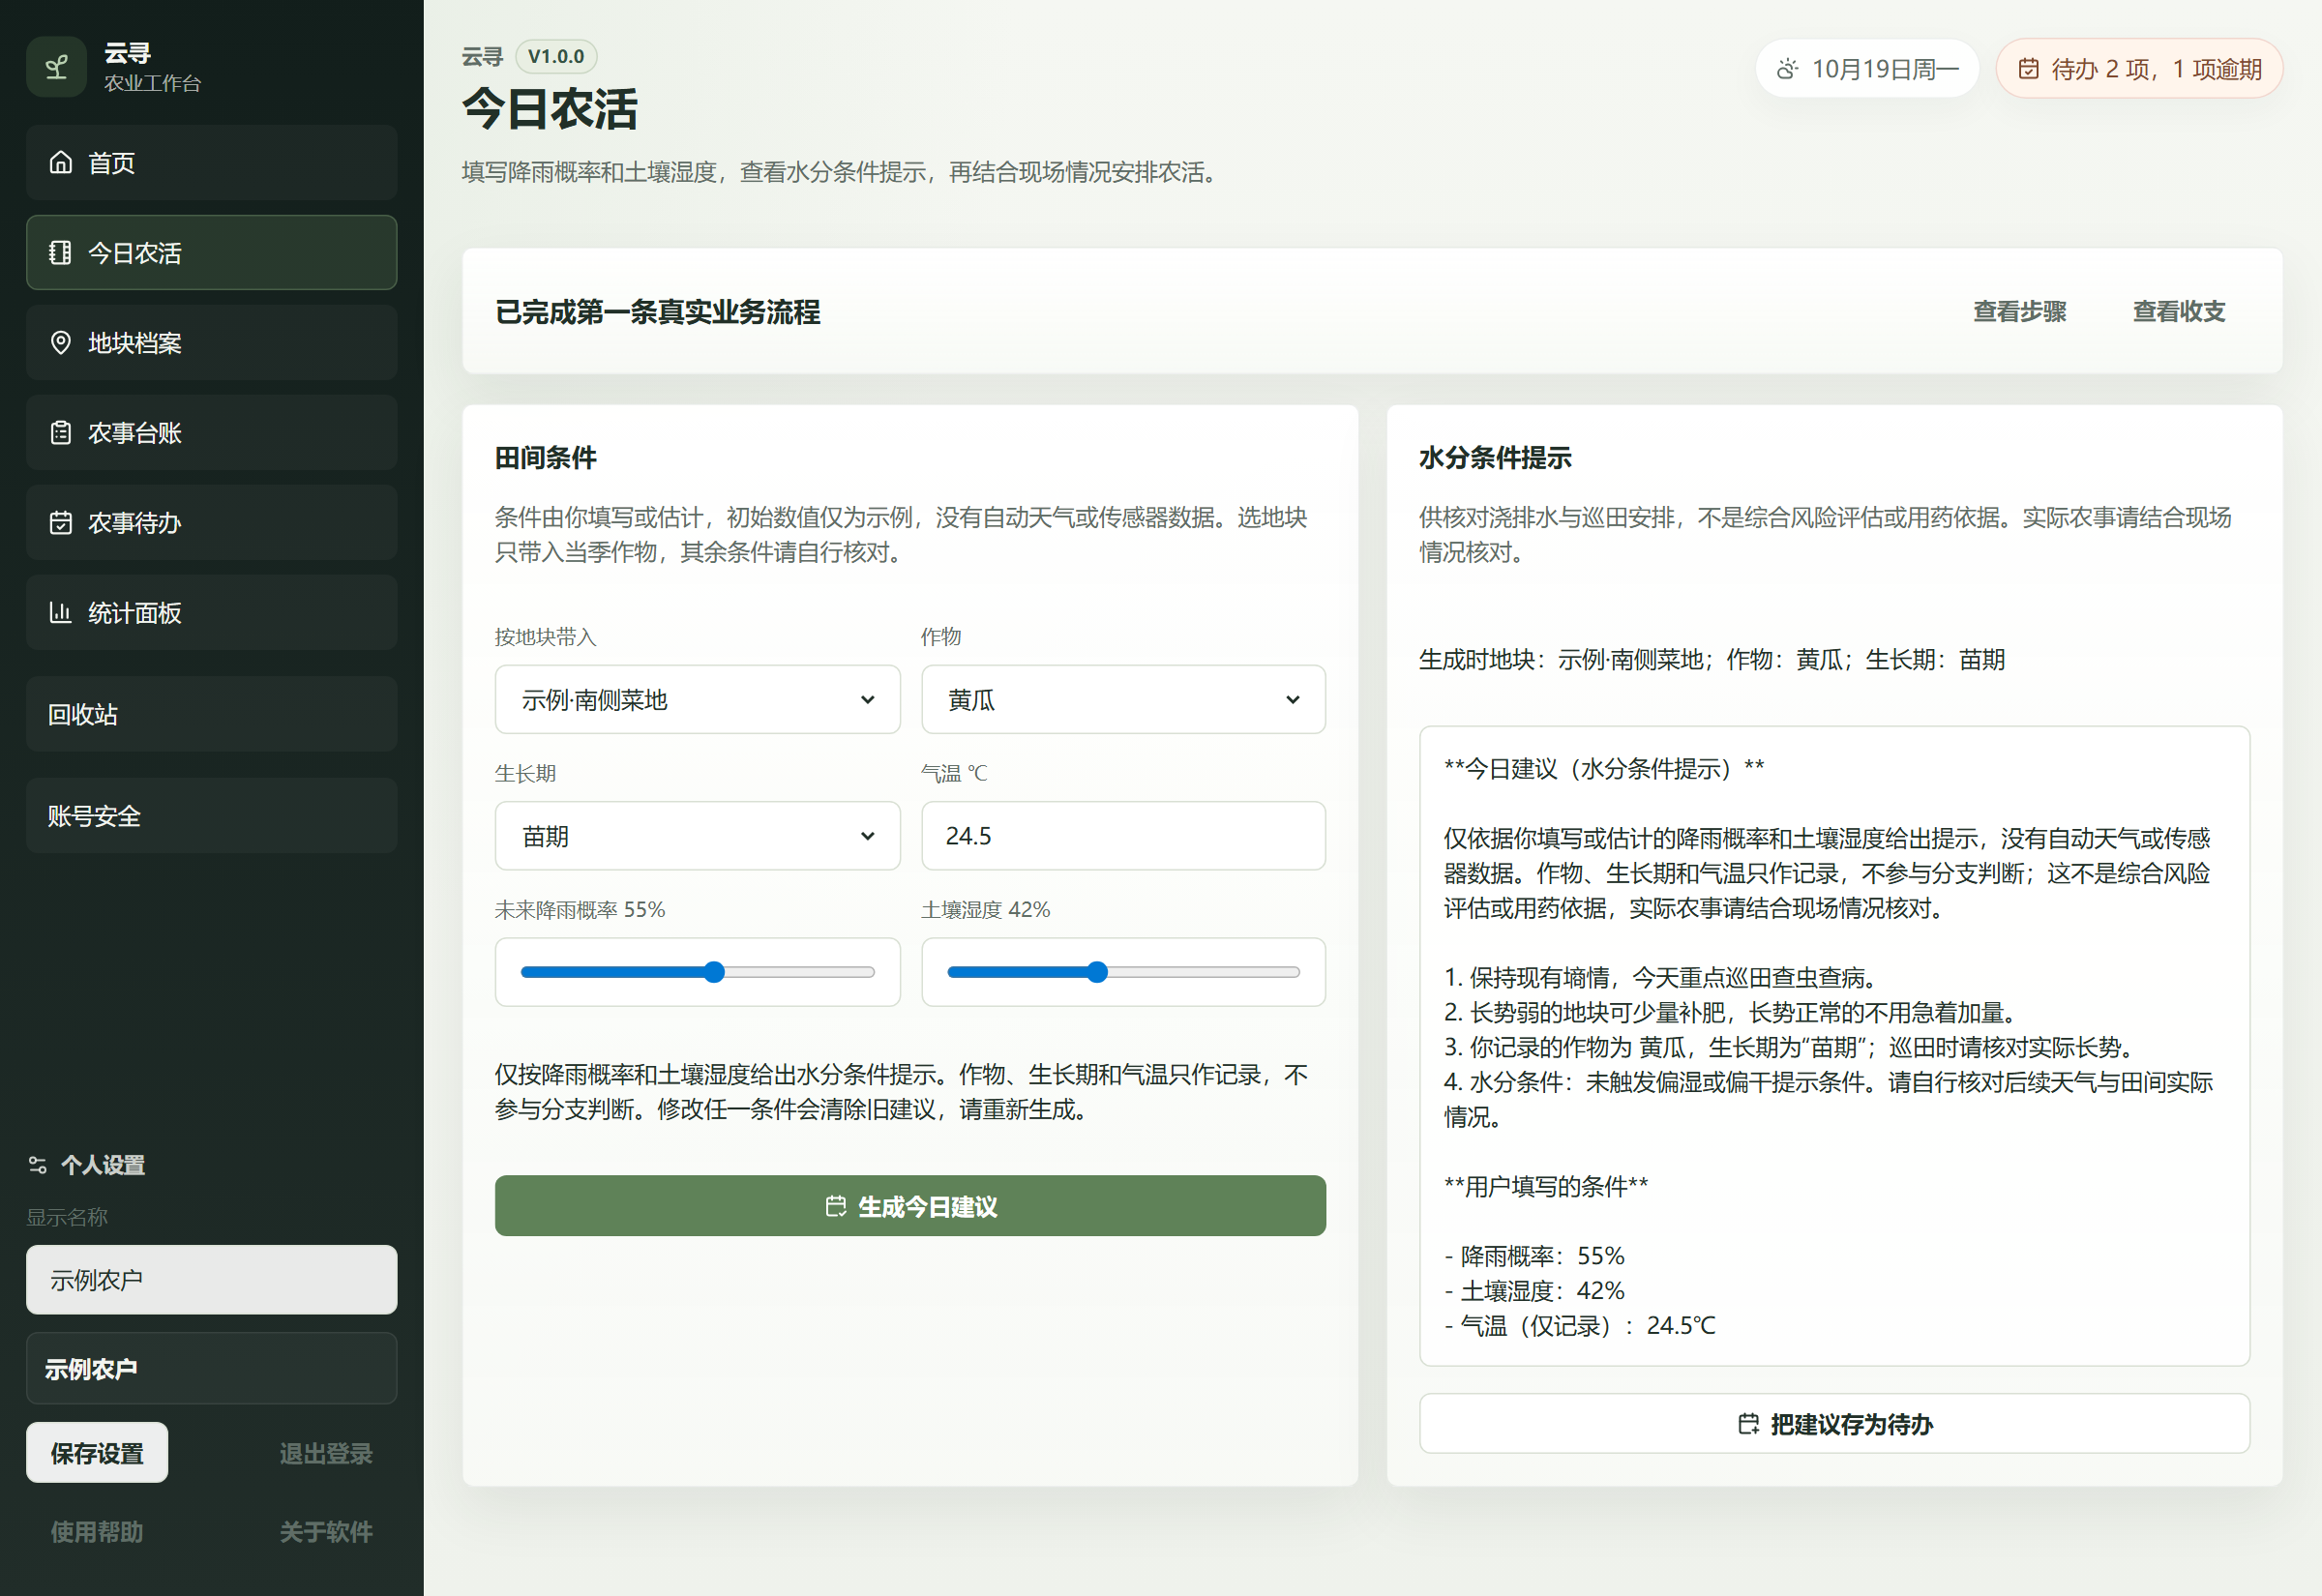 云寻
农业工作台
首页
今日农活
地块档案
农事台账
农事待办
统计面板
回收站
账号安全
个人设置
显示名称
示例农户
示例农户
保存设置
退出登录
使用帮助
关于软件
云寻 V1.0.0
今日农活
填写降雨概率和土壤湿度，查看水分条件提示，再结合现场情况安排农活。
10月19日周一
待办 2 项，1 项逾期
已完成第一条真实业务流程
查看步骤
查看收支
田间条件
条件由你填写或估计，初始数值仅为示例，没有自动天气或传感器数据。选地块
只带入当季作物，其余条件请自行核对。
按地块带入
示例·南侧菜地
作物
黄瓜
生长期
苗期
气温 ℃
24.5
未来降雨概率 55%
土壤湿度 42%
仅按降雨概率和土壤湿度给出水分条件提示。作物、生长期和气温只作记录，不
参与分支判断。修改任一条件会清除旧建议，请重新生成。
生成今日建议
水分条件提示
供核对浇排水与巡田安排，不是综合风险评估或用药依据。实际农事请结合现场
情况核对。
生成时地块：示例·南侧菜地；作物：黄瓜；生长期：苗期
**今日建议（水分条件提示）**
仅依据你填写或估计的降雨概率和土壤湿度给出提示，没有自动天气或传感
器数据。作物、生长期和气温只作记录，不参与分支判断；这不是综合风险
评估或用药依据，实际农事请结合现场情况核对。
1. 保持现有墒情，今天重点巡田查虫查病。
2. 长势弱的地块可少量补肥，长势正常的不用急着加量。
3. 你记录的作物为 黄瓜，生长期为“苗期”；巡田时请核对实际长势。
4. 水分条件：未触发偏湿或偏干提示条件。请自行核对后续天气与田间实际
情况。
**用户填写的条件**
- 降雨概率：55%
- 土壤湿度：42%
- 气温（仅记录）：24.5℃
把建议存为待办